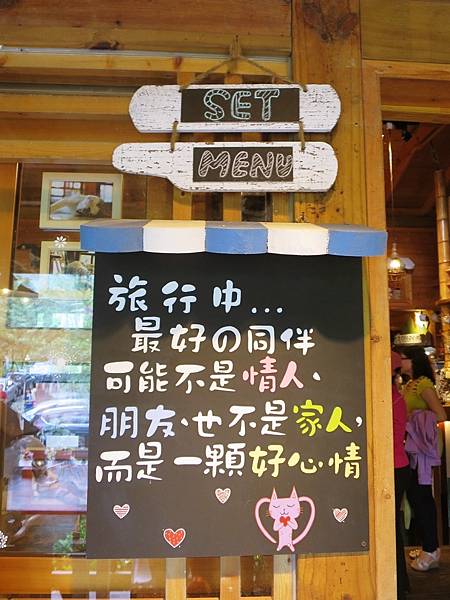 SET
MENU
旅行中...
最好の同伴
可能不是情人、
朋友、也不是家人,
而是一顆好心情